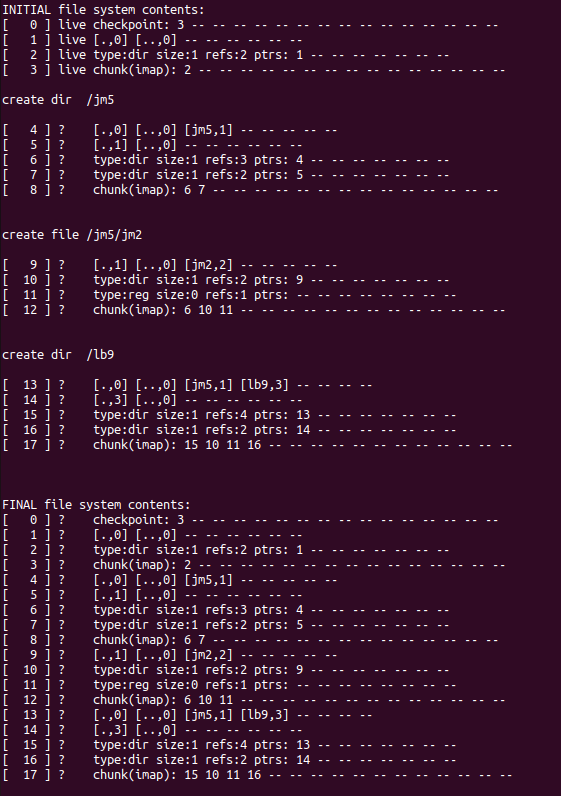 INITIAL file system contents:
[   0 ] live checkpoint: 3 -- -- -- -- -- -- -- -- -- -- -- -- -- -- --
[   1 ] live [.,0] [..,0] -- -- -- -- -- --
[   2 ] live type:dir size:1 refs:2 ptrs: 1 -- -- -- -- -- -- --
[   3 ] live chunk(imap): 2 -- -- -- -- -- -- -- -- -- -- -- -- -- -- --
create dir  /jm5
[   4 ] ?    [.,0] [..,0] [jm5,1] -- -- -- -- --
[   5 ] ?    [.,1] [..,0] -- -- -- -- -- --
[   6 ] ?    type:dir size:1 refs:3 ptrs: 4 -- -- -- -- -- -- --
[   7 ] ?    type:dir size:1 refs:2 ptrs: 5 -- -- -- -- -- -- --
[   8 ] ?    chunk(imap): 6 7 -- -- -- -- -- -- -- -- -- -- -- -- -- --
create file /jm5/jm2
[   9 ] ?    [.,1] [..,0] [jm2,2] -- -- -- -- --
[  10 ] ?    type:dir size:1 refs:2 ptrs: 9 -- -- -- -- -- -- --
[  11 ] ?    type:reg size:0 refs:1 ptrs: -- -- -- -- -- -- -- --
[  12 ] ?    chunk(imap): 6 10 11 -- -- -- -- -- -- -- -- -- -- -- -- --
create dir  /lb9
[  13 ] ?    [.,0] [..,0] [jm5,1] [lb9,3] -- -- -- --
[  14 ] ?    [.,3] [..,0] -- -- -- -- -- --
[  15 ] ?    type:dir size:1 refs:4 ptrs: 13 -- -- -- -- -- -- --
[  16 ] ?    type:dir size:1 refs:2 ptrs: 14 -- -- -- -- -- -- --
[  17 ] ?    chunk(imap): 15 10 11 16 -- -- -- -- -- -- -- -- -- -- -- --
FINAL file system contents:
[   0 ] ?    checkpoint: 3 -- -- -- -- -- -- -- -- -- -- -- -- -- -- --
[   1 ] ?    [.,0] [..,0] -- -- -- -- -- --
[   2 ] ?    type:dir size:1 refs:2 ptrs: 1 -- -- -- -- -- -- --
[   3 ] ?    chunk(imap): 2 -- -- -- -- -- -- -- -- -- -- -- -- -- -- --
[   4 ] ?    [.,0] [..,0] [jm5,1] -- -- -- -- --
[   5 ] ?    [.,1] [..,0] -- -- -- -- -- --
[   6 ] ?    type:dir size:1 refs:3 ptrs: 4 -- -- -- -- -- -- --
[   7 ] ?    type:dir size:1 refs:2 ptrs: 5 -- -- -- -- -- -- --
[   8 ] ?    chunk(imap): 6 7 -- -- -- -- -- -- -- -- -- -- -- -- -- --
[   9 ] ?    [.,1] [..,0] [jm2,2] -- -- -- -- --
[  10 ] ?    type:dir size:1 refs:2 ptrs: 9 -- -- -- -- -- -- --
[  11 ] ?    type:reg size:0 refs:1 ptrs: -- -- -- -- -- -- -- --
[  12 ] ?    chunk(imap): 6 10 11 -- -- -- -- -- -- -- -- -- -- -- -- --
[  13 ] ?    [.,0] [..,0] [jm5,1] [lb9,3] -- -- -- --
[  14 ] ?    [.,3] [..,0] -- -- -- -- -- --
[  15 ] ?    type:dir size:1 refs:4 ptrs: 13 -- -- -- -- -- -- --
[  16 ] ?    type:dir size:1 refs:2 ptrs: 14 -- -- -- -- -- -- --
[  17 ] ?    chunk(imap): 15 10 11 16 -- -- -- -- -- -- -- -- -- -- -- --